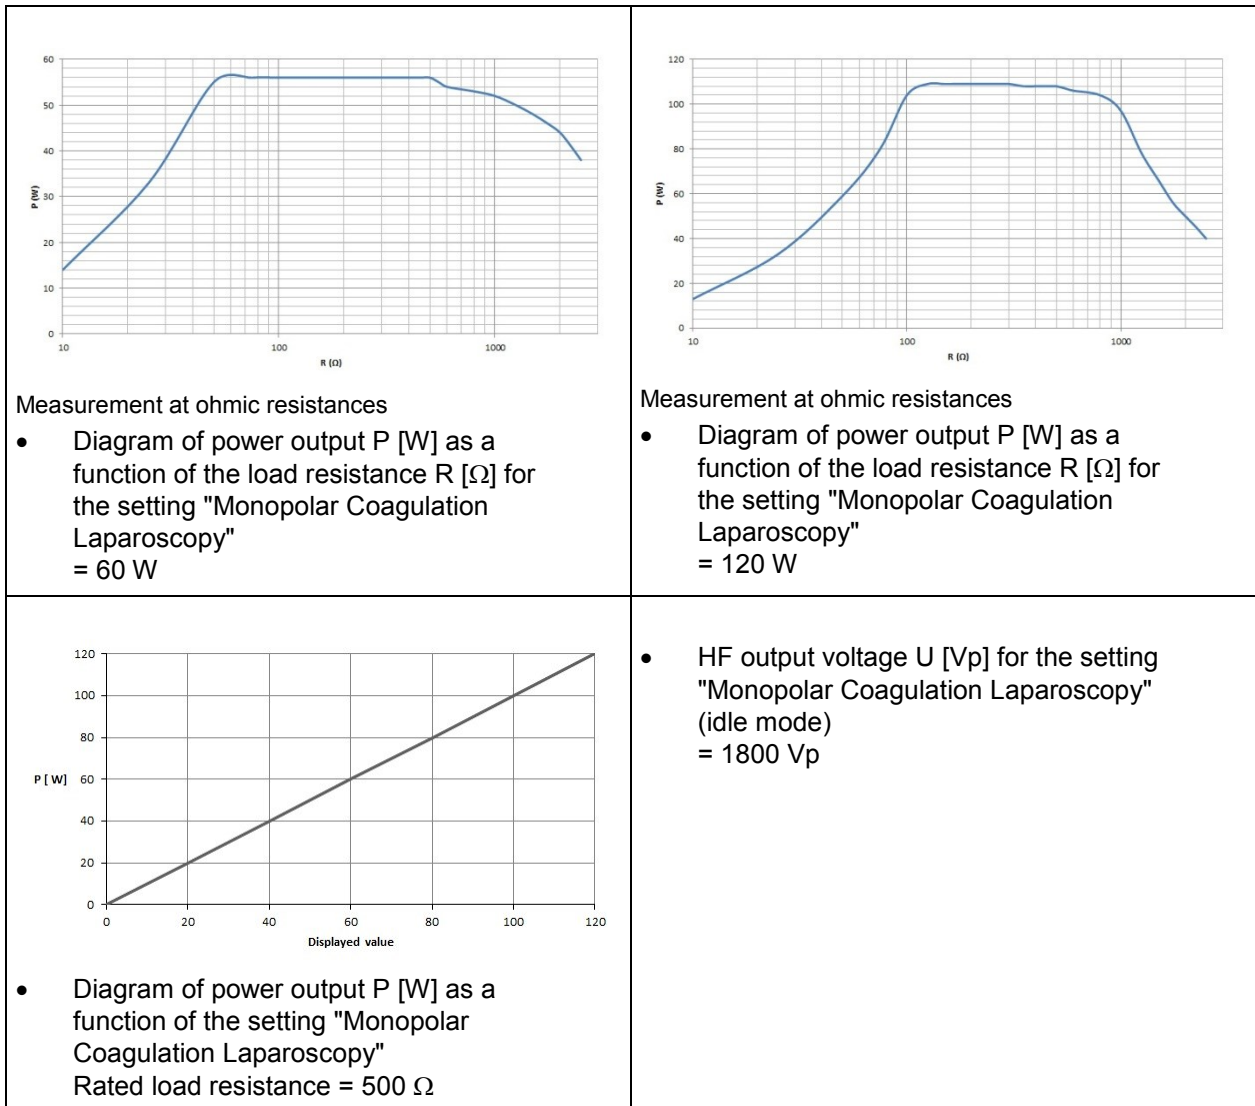 60
50
40
30
20
10
0
P (W)
10
100
1000
R (Ω)
Measurement at ohmic resistances
• Diagram of power output P [W] as a
function of the load resistance R [Ω] for
the setting "Monopolar Coagulation
Laparoscopy"
= 60 W
120
100
80
60
40
20
0
P (W)
10
100
1000
R (Ω)
Measurement at ohmic resistances
• Diagram of power output P [W] as a
function of the load resistance R [Ω] for
the setting "Monopolar Coagulation
Laparoscopy"
= 120 W
120
100
80
P [ W] 60
40
20
0
0 20 40 60 80 100 120
Displayed value
• Diagram of power output P [W] as a
function of the setting "Monopolar
Coagulation Laparoscopy"
Rated load resistance = 500 Ω
• HF output voltage U [Vp] for the setting
"Monopolar Coagulation Laparoscopy"
(idle mode)
= 1800 Vp